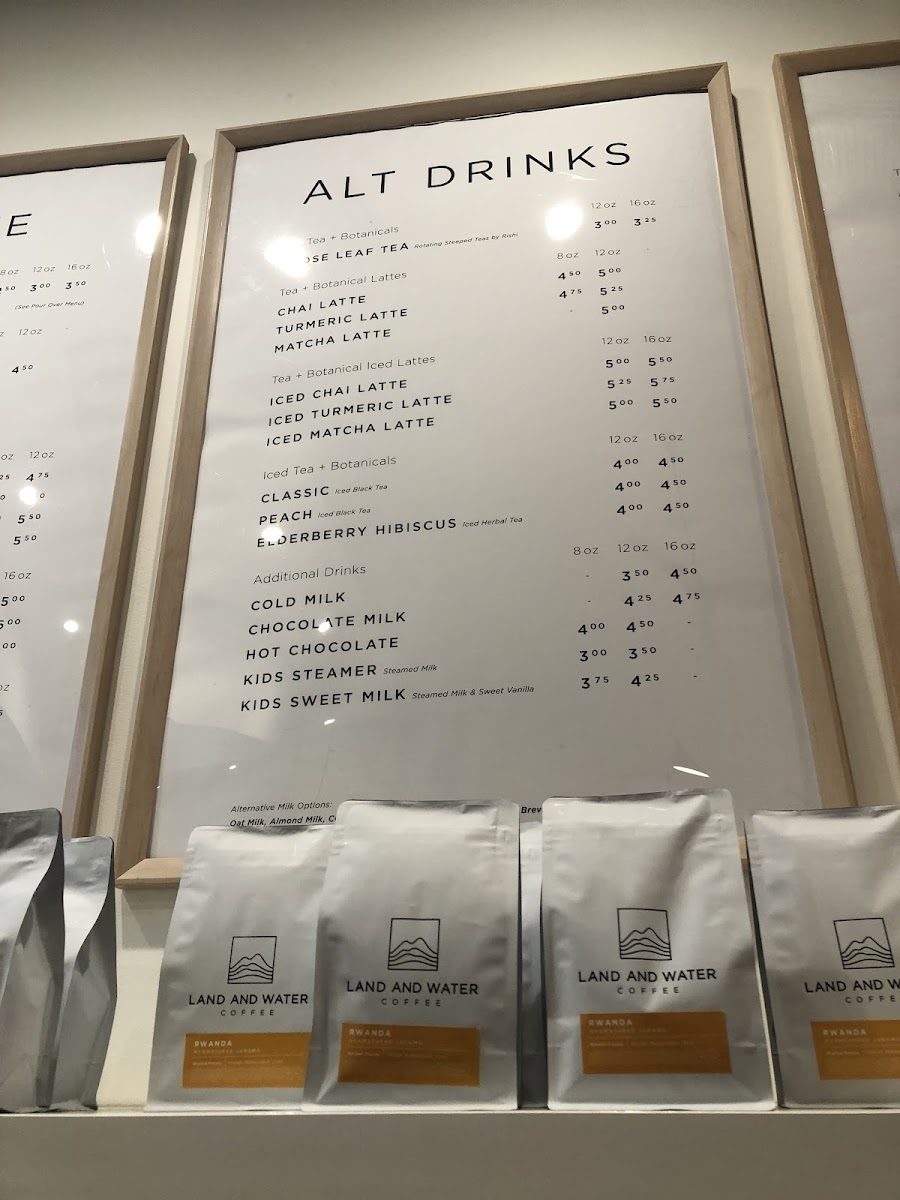 E
8 oz 12 oz 16 oz
50 3 00 3 50
(See Pour Over Menu)
12 oz
4 50
oz 12 oz
25 4 75
5 50
5 50
16 oz
5 00
5 00
00
oz
ALT DRINKS
Tea + Botanicals 12 oz 16 oz
OSE LEAF TEA Rotating Steeped Teas by Rishi 3 00 3 25
Tea + Botanical Lattes 8 oz 12 oz
CHAI LATTE 4 50 5 00
TURMERIC LATTE 4 75 5 25
MATCHA LATTE - 5 00
Tea + Botanical Iced Lattes 12 oz 16 oz
ICED CHAI LATTE 5 00 5 50
ICED TURMERIC LATTE 5 25 5 75
ICED MATCHA LATTE 5 00 5 50
Iced Tea + Botanicals 12 oz 16 oz
CLASSIC Iced Black Tea 4 00 4 50
PEACH Iced Black Tea 4 00 4 50
ELDERBERRY HIBISCUS Iced Herbal Tea 4 00 4 50
Additional Drinks 8 oz 12 oz 16 oz
COLD MILK - 3 50 4 50
CHOCOLATE MILK - 4 25 4 75
HOT CHOCOLATE 4 00 4 50 -
KIDS STEAMER Steamed Milk 3 00 3 50 -
KIDS SWEET MILK Steamed Milk & Sweet Vanilla 3 75 4 25 -
Alternative Milk Options:
Oat Milk, Almond Milk, C
Brew
LAND AND WATER
COFFEE
RWANDA
LAND AND WATER
COFFEE
RWANDA
LAND AND WATER
COFFEE
RWANDA
LAND AND WATER
COFFEE
RWANDA